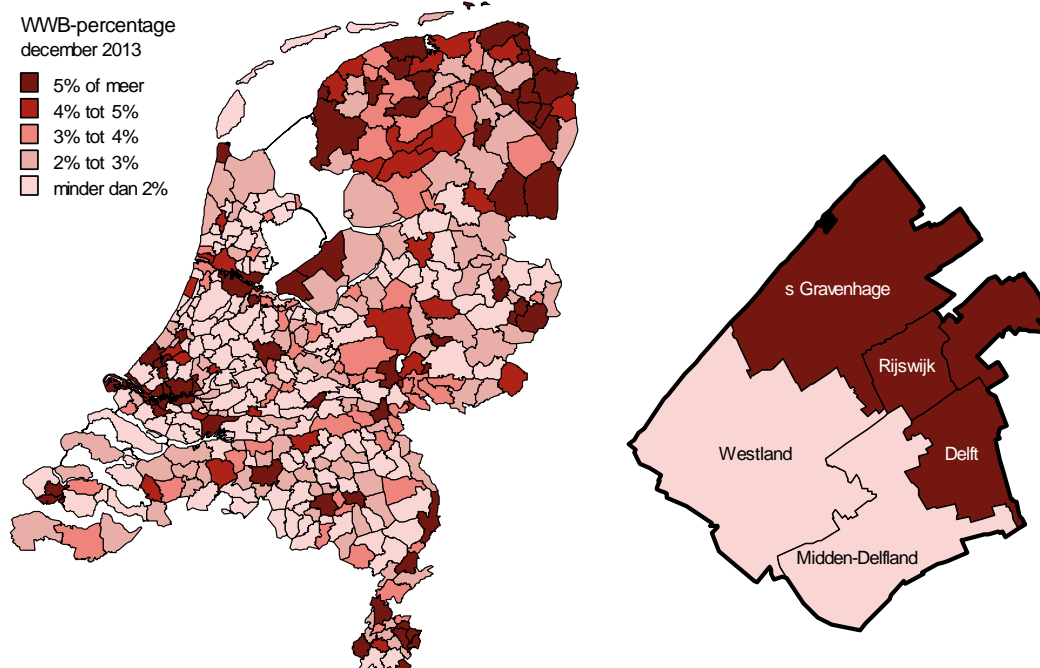 WWB-percentage
december 2013
5% of meer
4% tot 5%
3% tot 4%
2% tot 3%
minder dan 2%
s Gravenhage
Rijswijk
Westland
Delft
Midden-Delfland